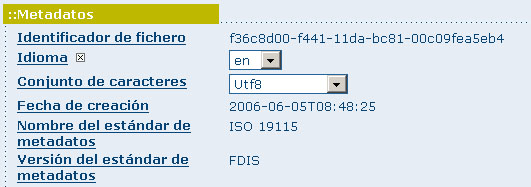 ::Metadatos
Identificador de fichero f36c8d00-f441-11da-bc81-00c09fea5eb4
Idioma en
Conjunto de caracteres Utf8
Fecha de creación 2006-06-05T08:48:25
Nombre del estándar de ISO 19115
metadatos
Versión del estándar de FDIS
metadatos